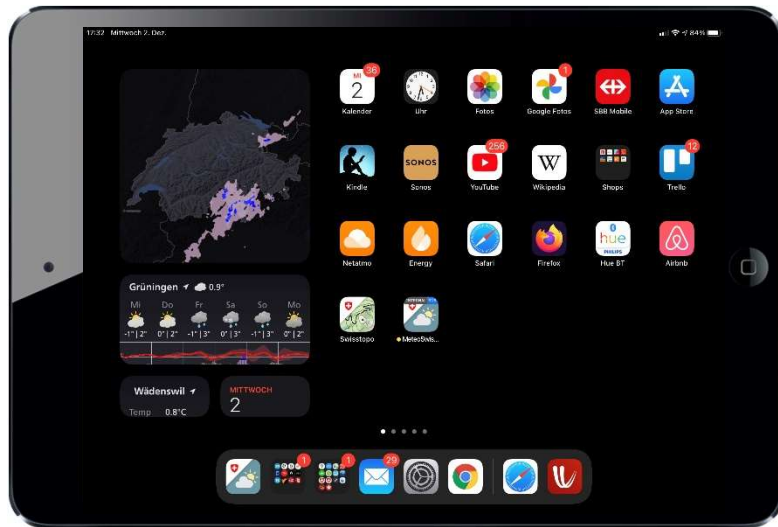 17:32 Mittwoch 2. Dez.
84%
Grüningen 0.9°
Mi Do Fr Sa So Mo
-1°|2° 0°|2° -1°|3° 0°|3° -1°|3° 0°|2°
Wädenswil
Temp 0.8°C
MITTWOCH
2
36
MI
2
1
Kalender Uhr Fotos Google Fotos SBB Mobile App Store
SONOS
256
W
12
Kindle Sonos YouTube Wikipedia Shops Trello
hue
PHILIPS
Netatmo Energy Safari Firefox Hue BT Airbnb
Swisstopo MeteoSwis...
1
1
29